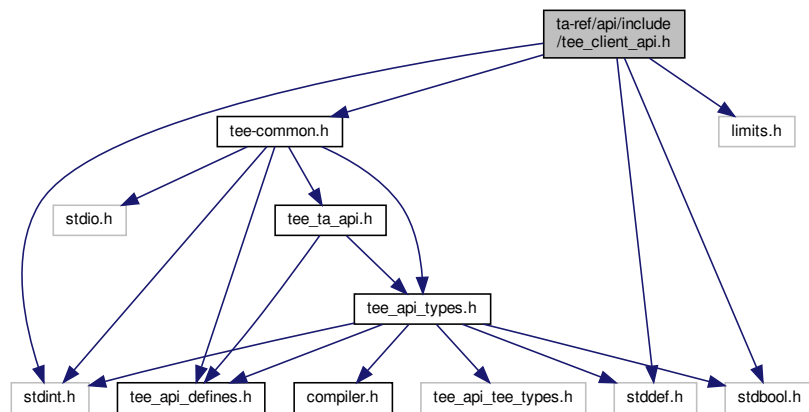 ta-ref/api/include
/tee_client_api.h
tee-common.h
limits.h
stdio.h
tee_ta_api.h
tee_api_types.h
stdint.h
tee_api_defines.h
compiler.h
tee_api_tee_types.h
stddef.h
stdbool.h